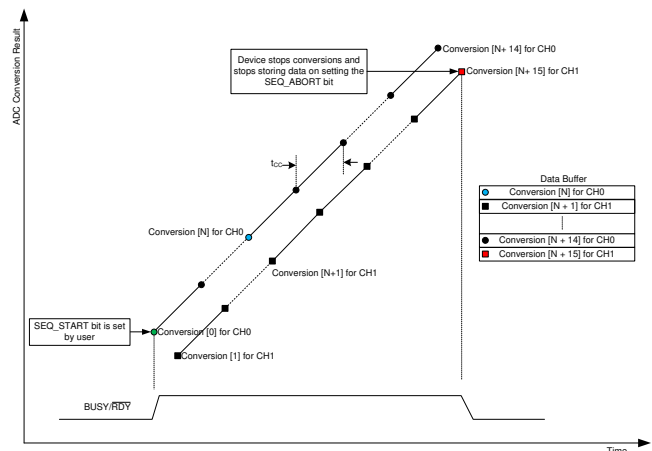 ADC Conversion Result
Conversion [N+ 14] for CH0
Device stops conversions and
stops storing data on setting the
SEQ_ABORT bit
Conversion [N+ 15] for CH1
tCC
Data Buffer
Conversion [N] for CH0
Conversion [N + 1] for CH1
Conversion [N + 14] for CH0
Conversion [N + 15] for CH1
Conversion [N] for CH0
Conversion [N+1] for CH1
SEQ_START bit is set
by user
Conversion [0] for CH0
Conversion [1] for CH1
BUSY/RDY
Time